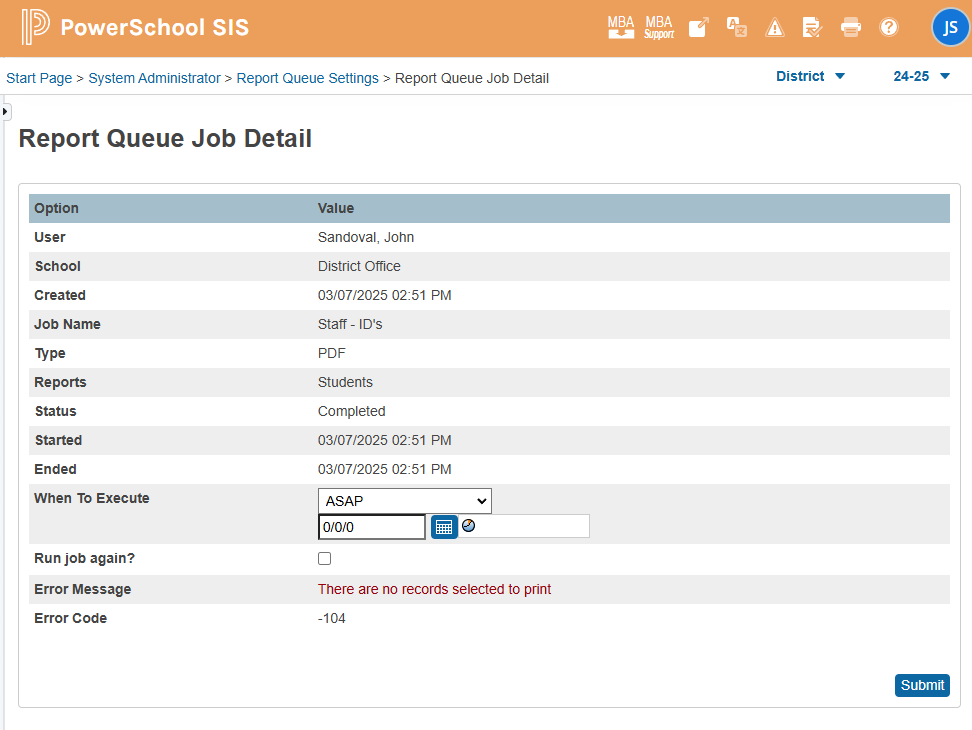 PowerSchool SIS
MBA
MBA Support
JS
Start Page > System Administrator > Report Queue Settings > Report Queue Job Detail
District
24-25
Report Queue Job Detail
Option Value
User Sandoval, John
School District Office
Created 03/07/2025 02:51 PM
Job Name Staff - ID's
Type PDF
Reports Students
Status Completed
Started 03/07/2025 02:51 PM
Ended 03/07/2025 02:51 PM
When To Execute ASAP
0/0/0
Run job again?
Error Message There are no records selected to print
Error Code -104
Submit